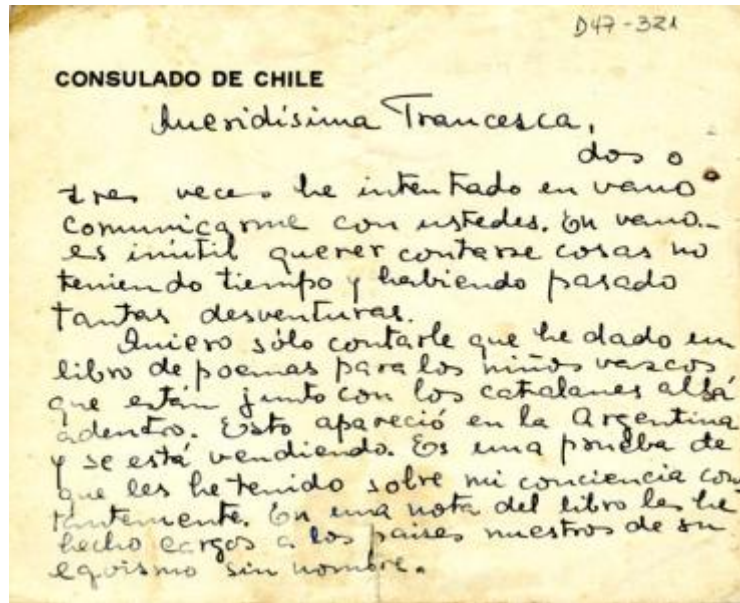 D47-321
CONSULADO DE CHILE
Queridísima Francesca,
dos o
tres veces he intentado en vano
comunicarme con ustedes. En vano.
es inútil querer contarse cosas no
teniendo tiempo y habiendo pasado
tantas desventuras.
Quiero sólo contarle que he dado un
libro de poemas para los niños vascos
que están junto con los catalanes allá
adentro. Esto apareció en la Argentina
y se está vendiendo. Es una prueba de
que les he tenido sobre mi conciencia cons
tantemente. En una nota del libro les he
hecho cargos a los paises nuestros de su
egoismo sin nombre.